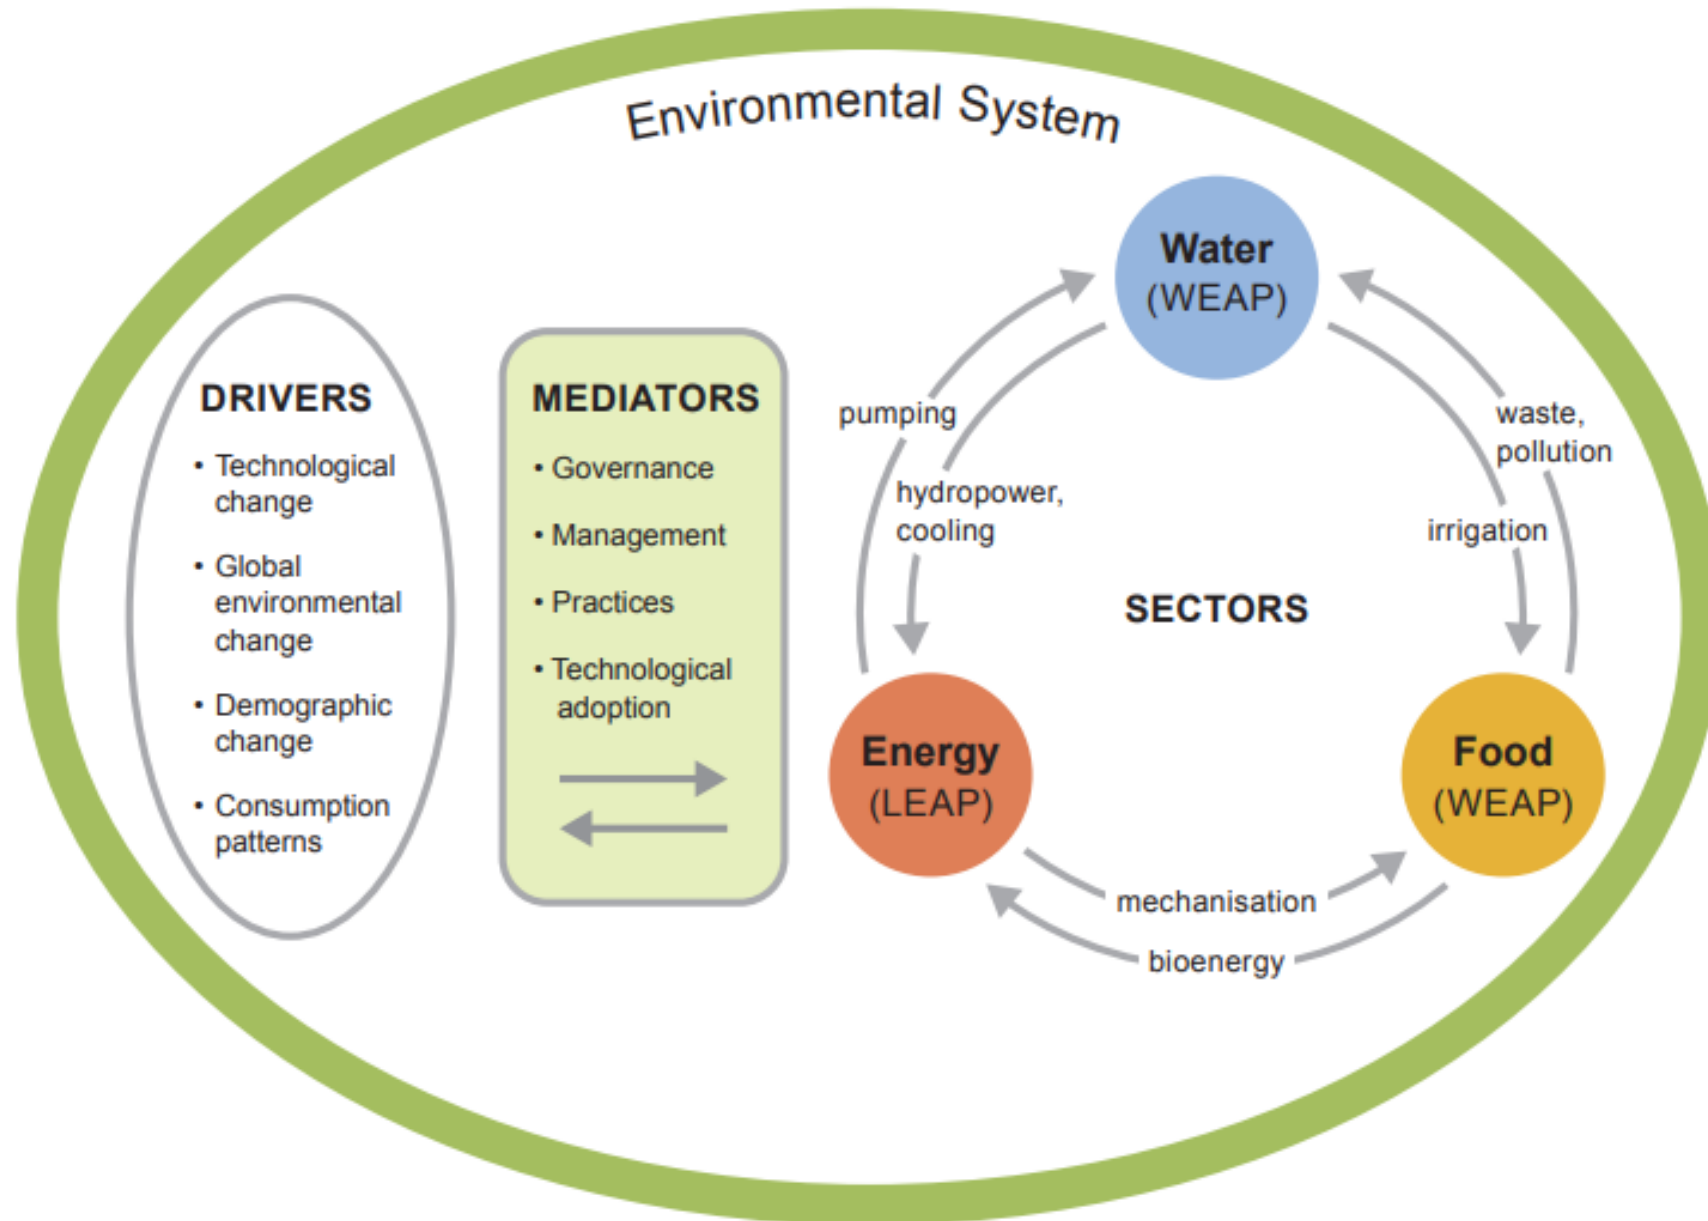 Environmental System
DRIVERS
• Technological
change
• Global
environmental
change
• Demographic
change
• Consumption
patterns
MEDIATORS
• Governance
• Management
• Practices
• Technological
adoption
Water
(WEAP)
pumping
hydropower,
cooling
waste,
pollution
irrigation
SECTORS
Energy
(LEAP)
Food
(WEAP)
mechanisation
bioenergy